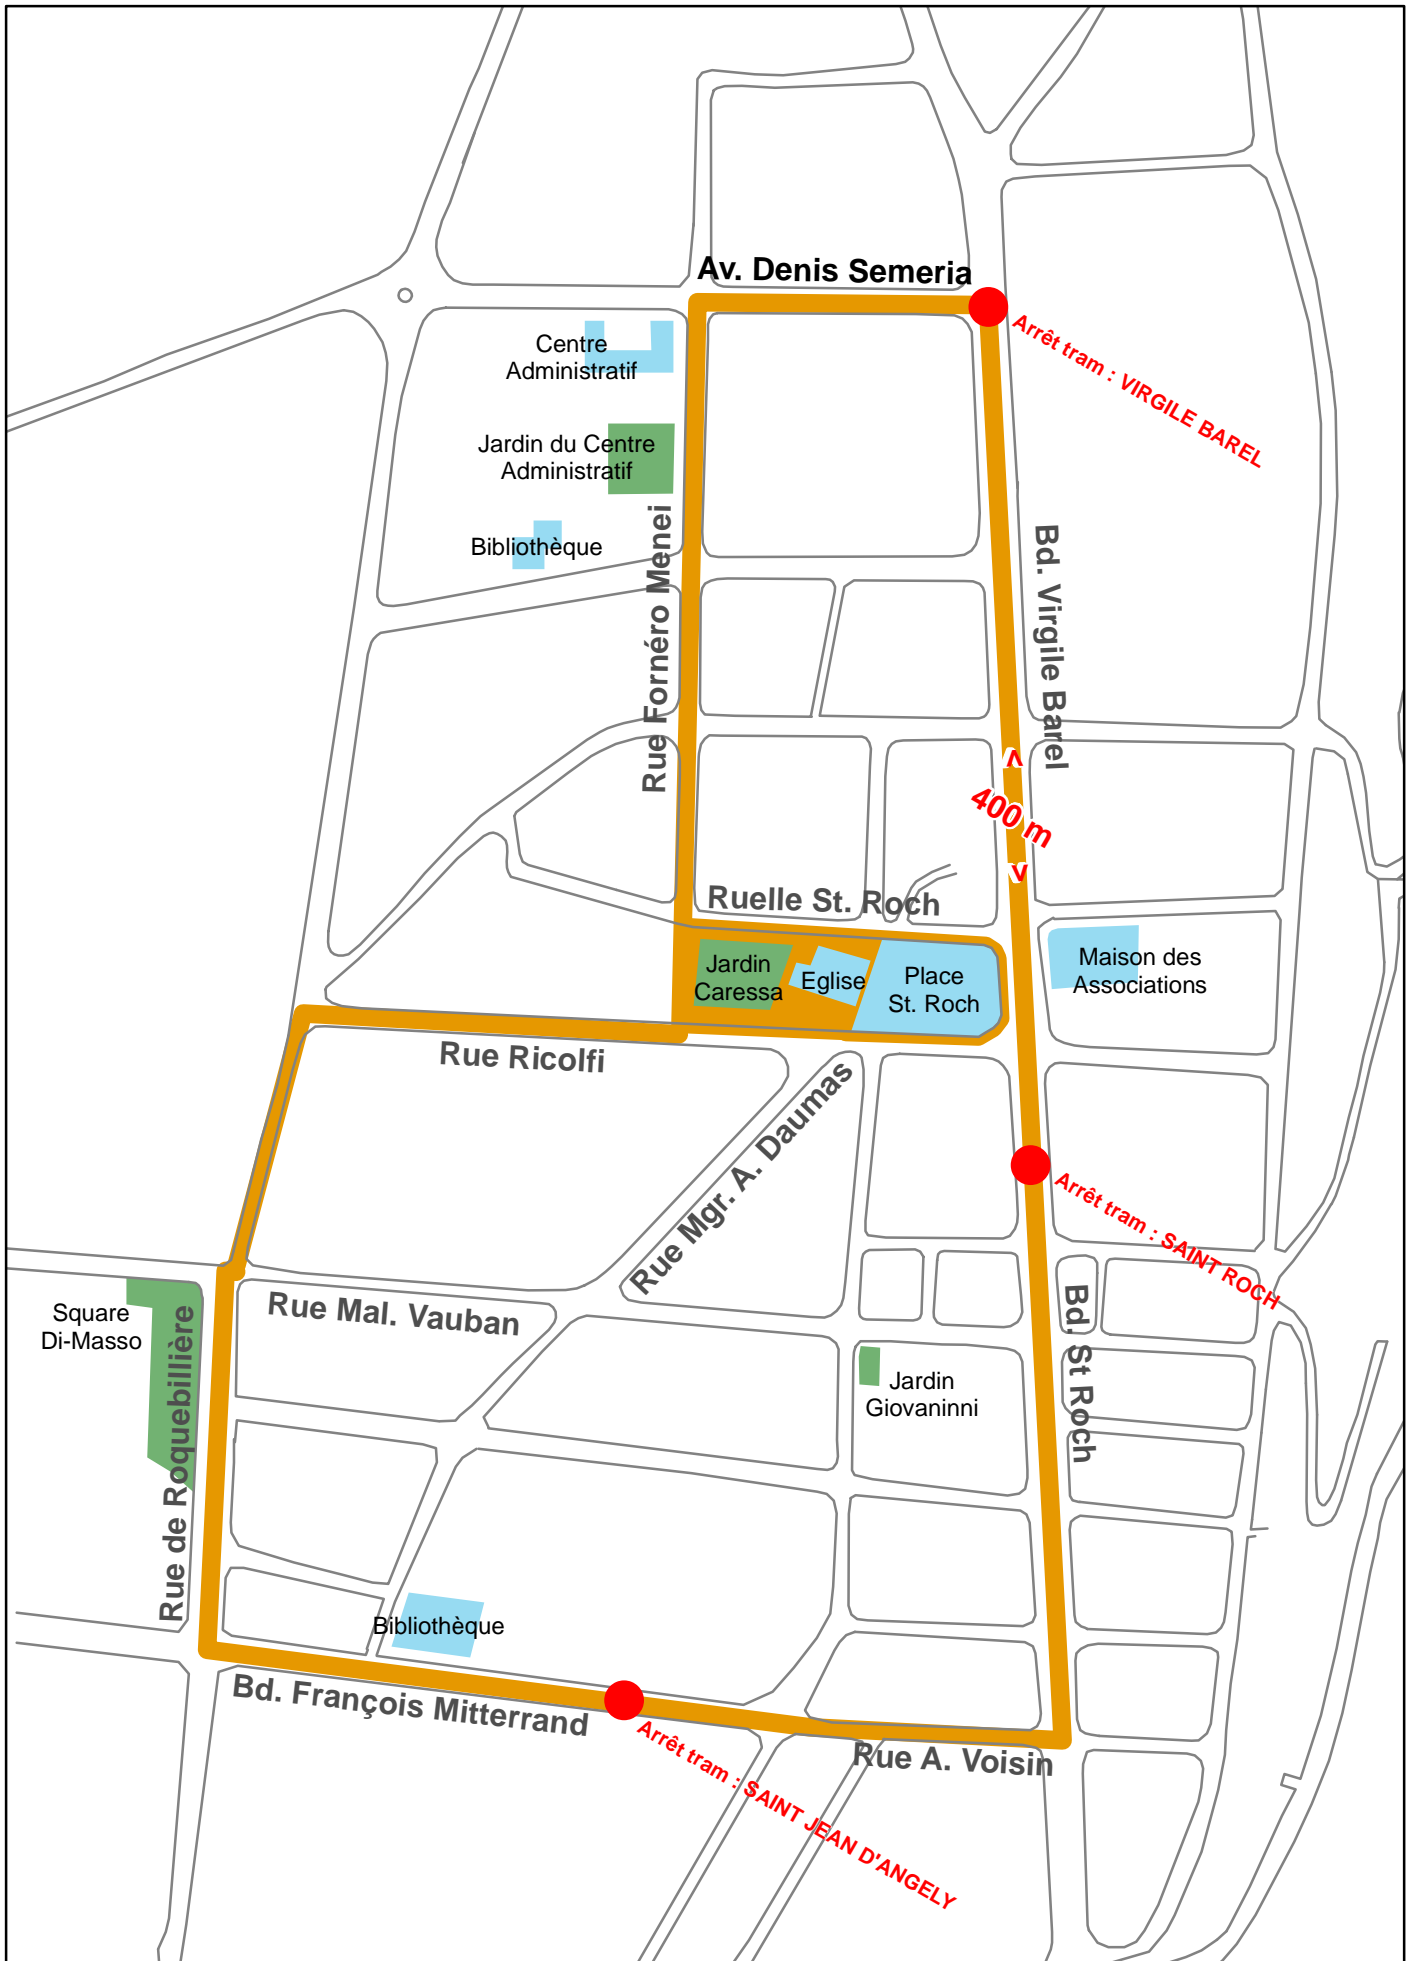 Av. Denis Semeria
Arrêt tram : VIRGILE BAREL
Centre
Administratif
Jardin du Centre
Administratif
Bibliothèque
Rue Fornéro Menei
Bd. Virgile Barel
< 400 m >
Ruelle St. Roch
Jardin
Caressa
Eglise
Place
St. Roch
Maison des
Associations
Rue Ricolfi
Rue Mgr. A. Daumas
Arrêt tram : SAINT ROCH
Square
Di-Masso
Rue Mal. Vauban
Rue de Roquebillière
Jardin
Giovaninni
Bd. St Roch
Bibliothèque
Bd. François Mitterrand
Arrêt tram : SAINT JEAN D'ANGELY
Rue A. Voisin